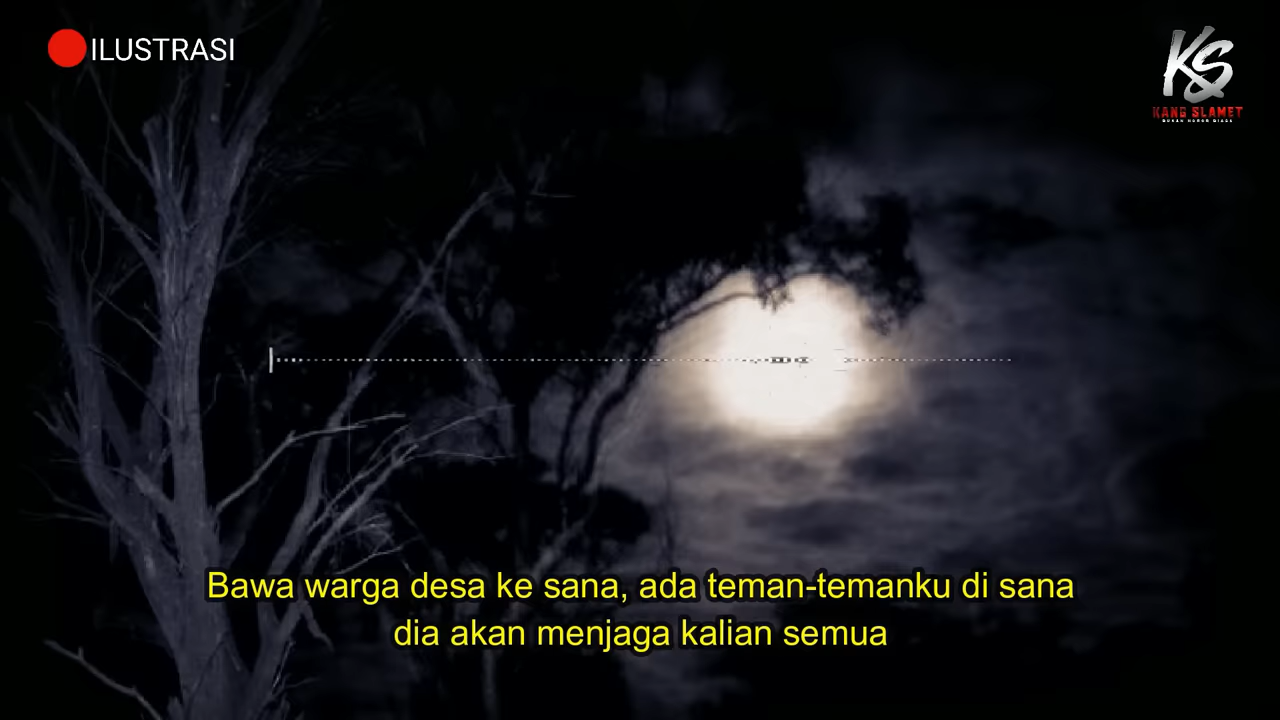 ILUSTRASI
KS
KANG SLAMET
Bawa warga desa ke sana, ada teman-temanku di sana
dia akan menjaga kalian semua